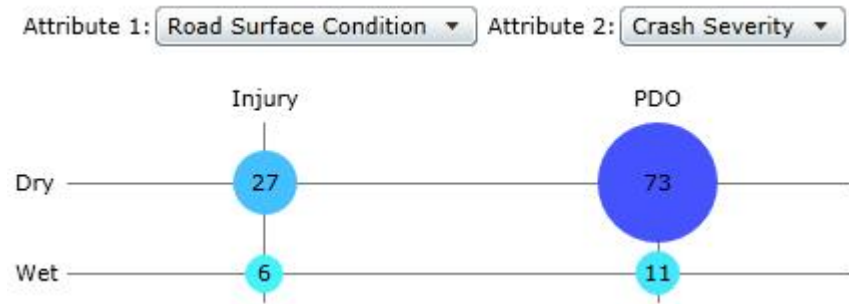 Attribute 1: Road Surface Condition Attribute 2: Crash Severity
Injury PDO
Dry 27 73
Wet 6 11